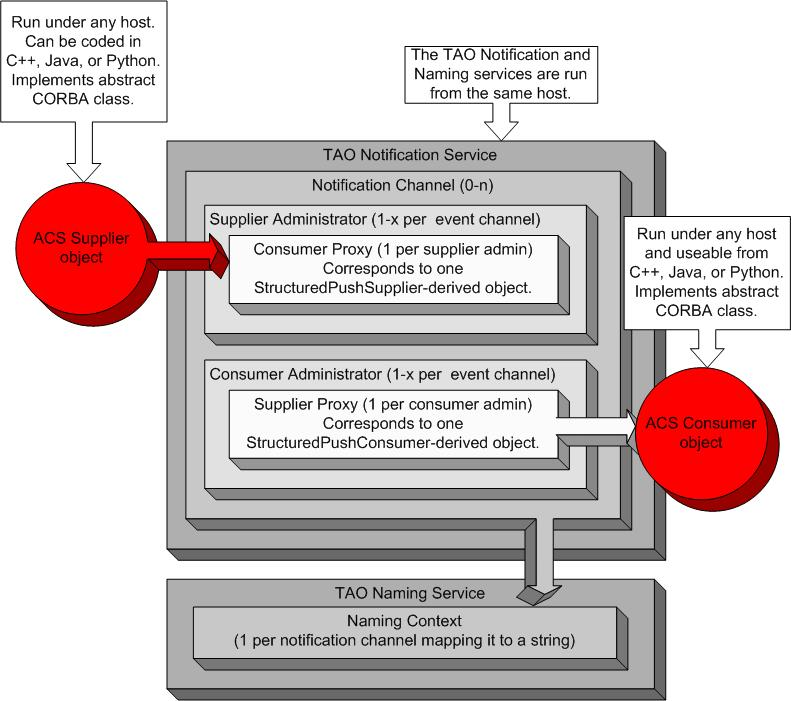 Run under any host.
Can be coded in
C++, Java, or Python.
Implements abstract
CORBA class.
The TAO Notification and
Naming services are run
from the same host.
TAO Notification Service
Notification Channel (0-n)
Supplier Administrator (1-x per event channel)
Consumer Proxy (1 per supplier admin)
Corresponds to one
StructuredPushSupplier-derived object.
ACS Supplier
object
Run under any host
and useable from
C++, Java, or Python.
Implements abstract
CORBA class.
Consumer Administrator (1-x per event channel)
Supplier Proxy (1 per consumer admin)
Corresponds to one
StructuredPushConsumer-derived object.
ACS Consumer
object
TAO Naming Service
Naming Context
(1 per notification channel mapping it to a string)